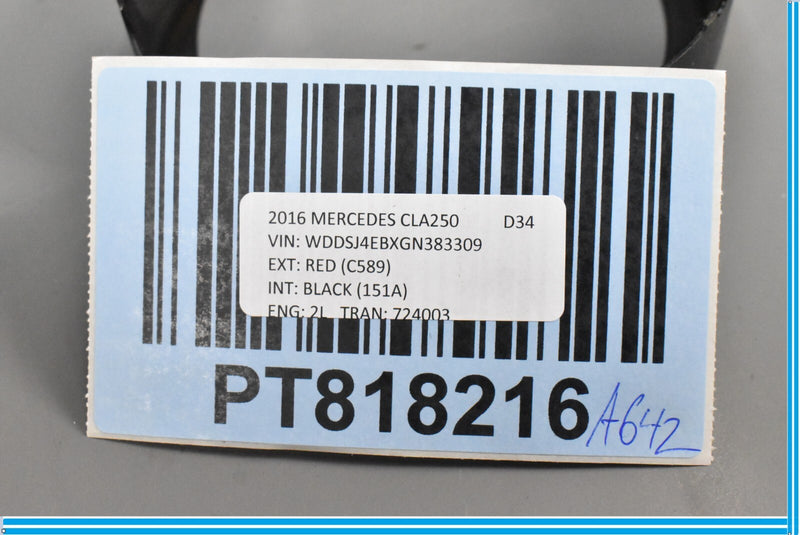 2016 MERCEDES CLA250 D34
VIN: WDDSJ4EBXGN383309
EXT: RED (C589)
INT: BLACK (151A)
ENG: 2L TRAN: 724003
PT818216
A642